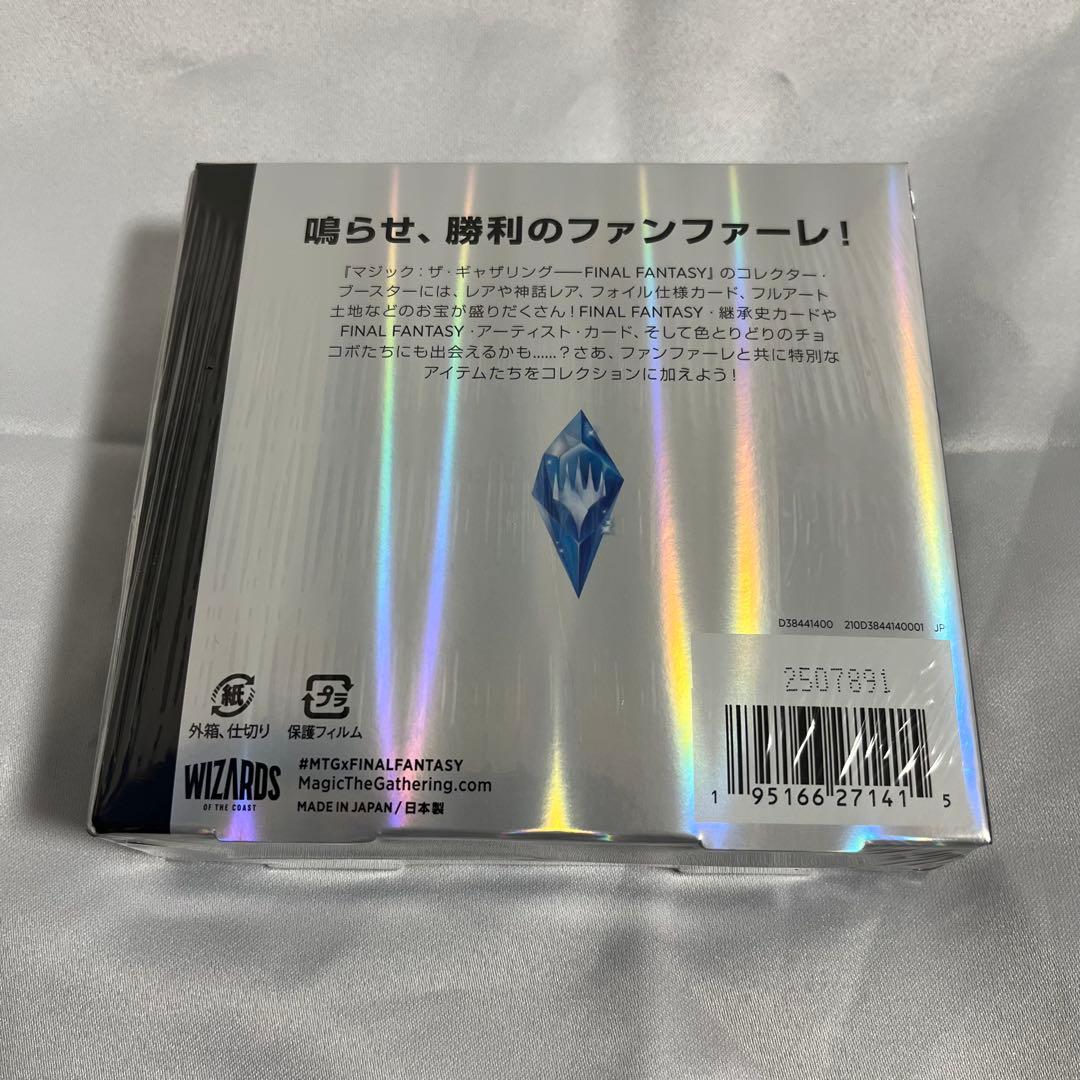 鳴らせ、勝利のファンファーレ！
『マジック：ザ・ギャザリング──FINAL FANTASY』のコレクター・
ブースターには、レアや神話レア、フォイル仕様カード、フルアート
土地などのお宝が盛りだくさん！FINAL FANTASY・継承史カードや
FINAL FANTASY・アーティスト・カード、そして色とりどりのチョ
コボたちにも出会えるかも......？さあ、ファンファーレと共に特別な
アイテムたちをコレクションに加えよう！
D38441400 210D3844140001 JP
2507891
1 95166 27141 5
紙 プラ
外箱、仕切り 保護フィルム
WIZARDS
OF THE COAST
#MTGxFINALFANTASY
MagicTheGathering.com
MADE IN JAPAN / 日本製